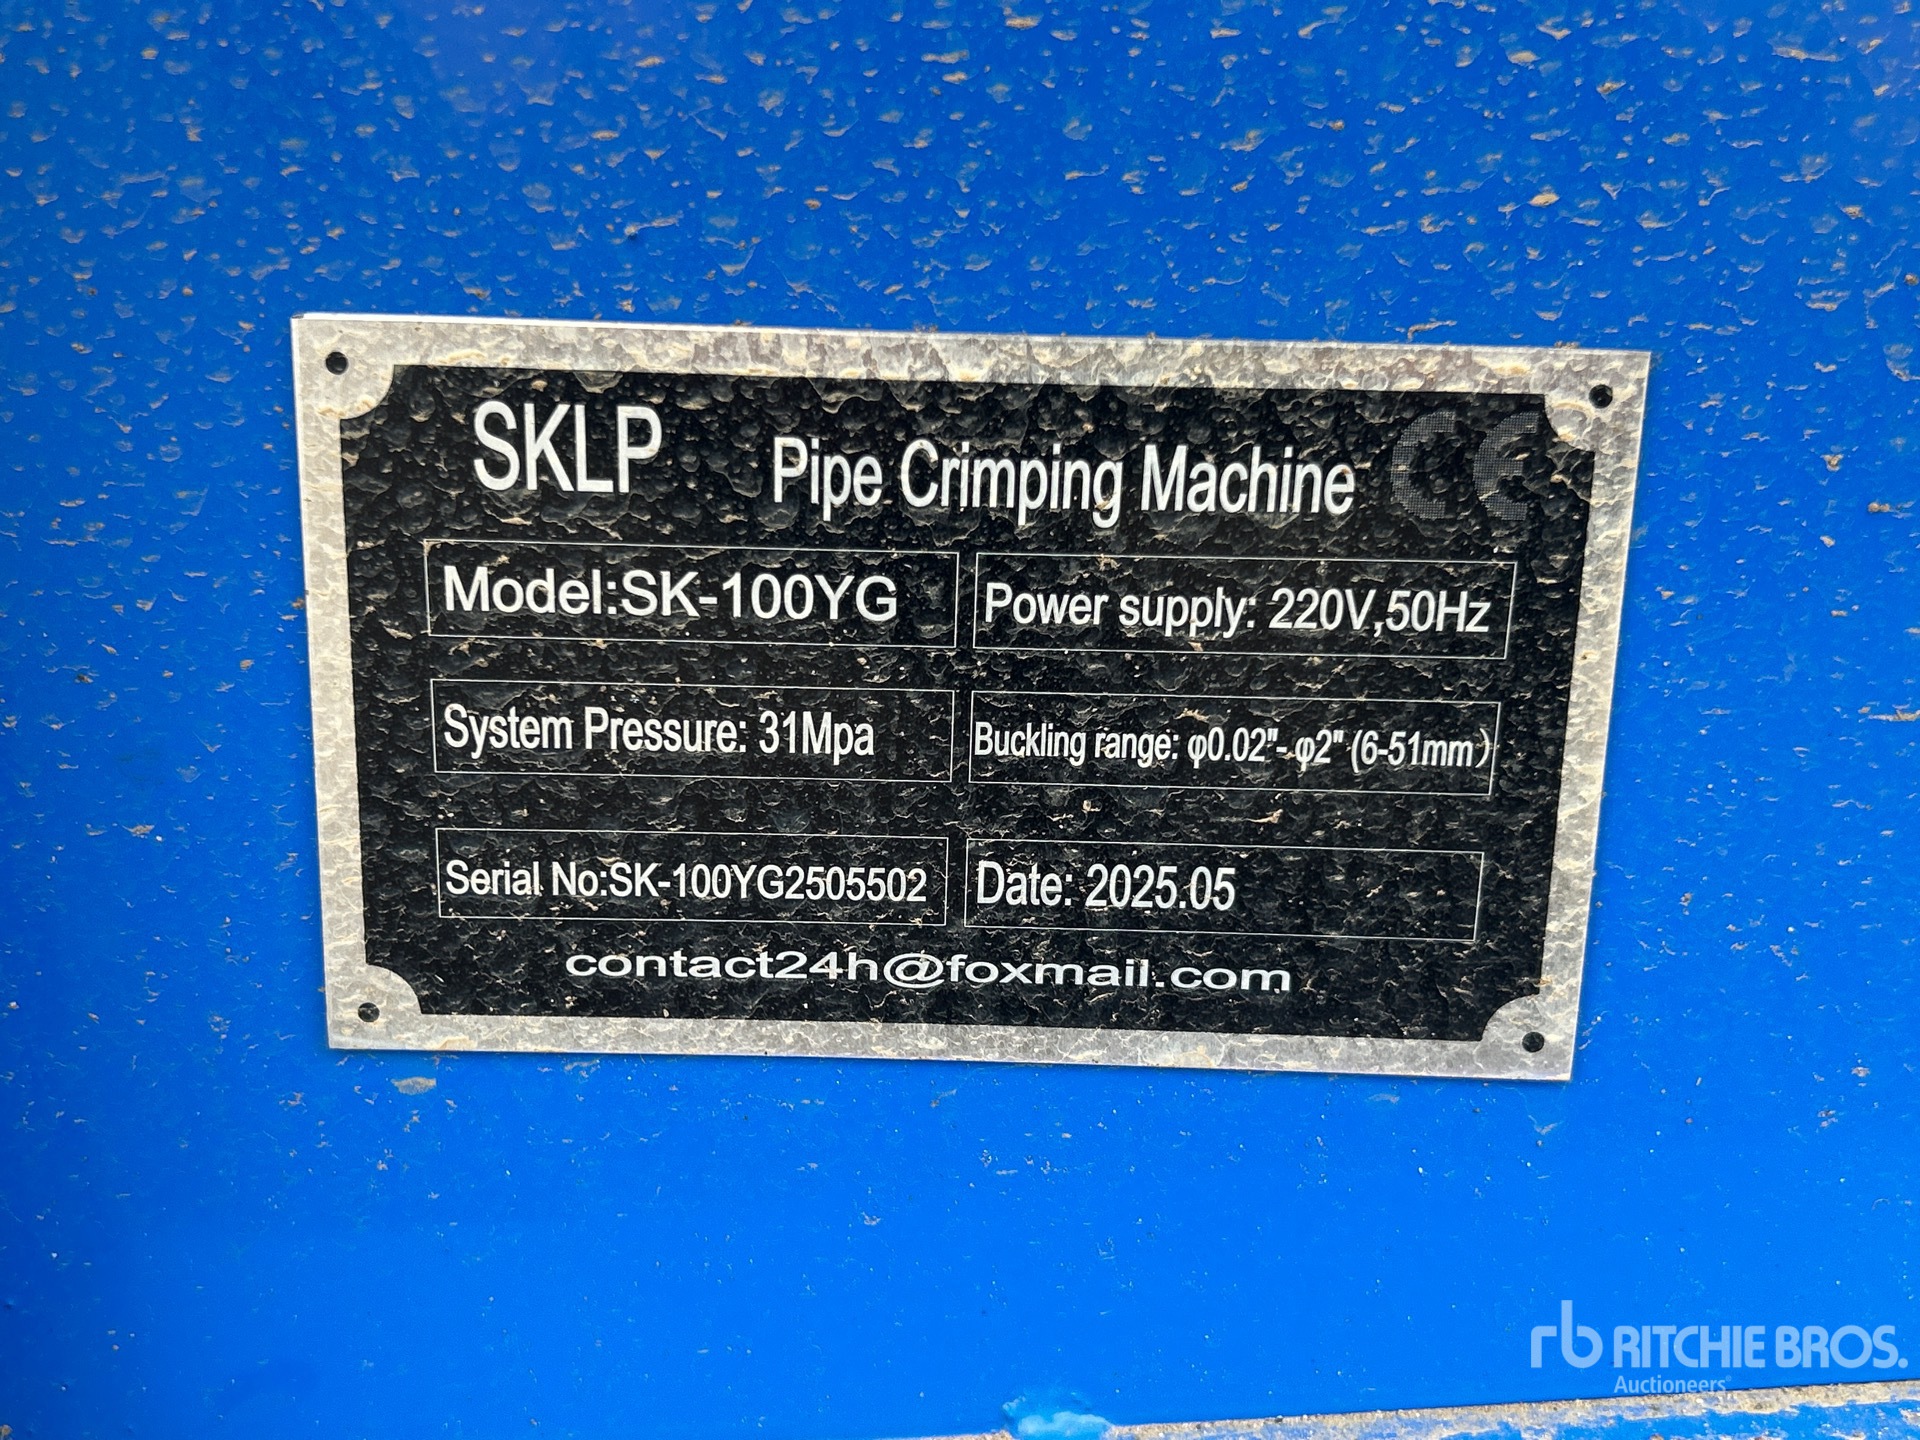 SKLP Pipe Crimping Machine CE
Model:SK-100YG Power supply: 220V,50Hz
System Pressure: 31Mpa Buckling range: φ0.02"-φ2" (6-51mm)
Serial No:SK-100YG2505502 Date: 2025.05
contact24h@foxmail.com
rb RITCHIE BROS.
Auctioneers